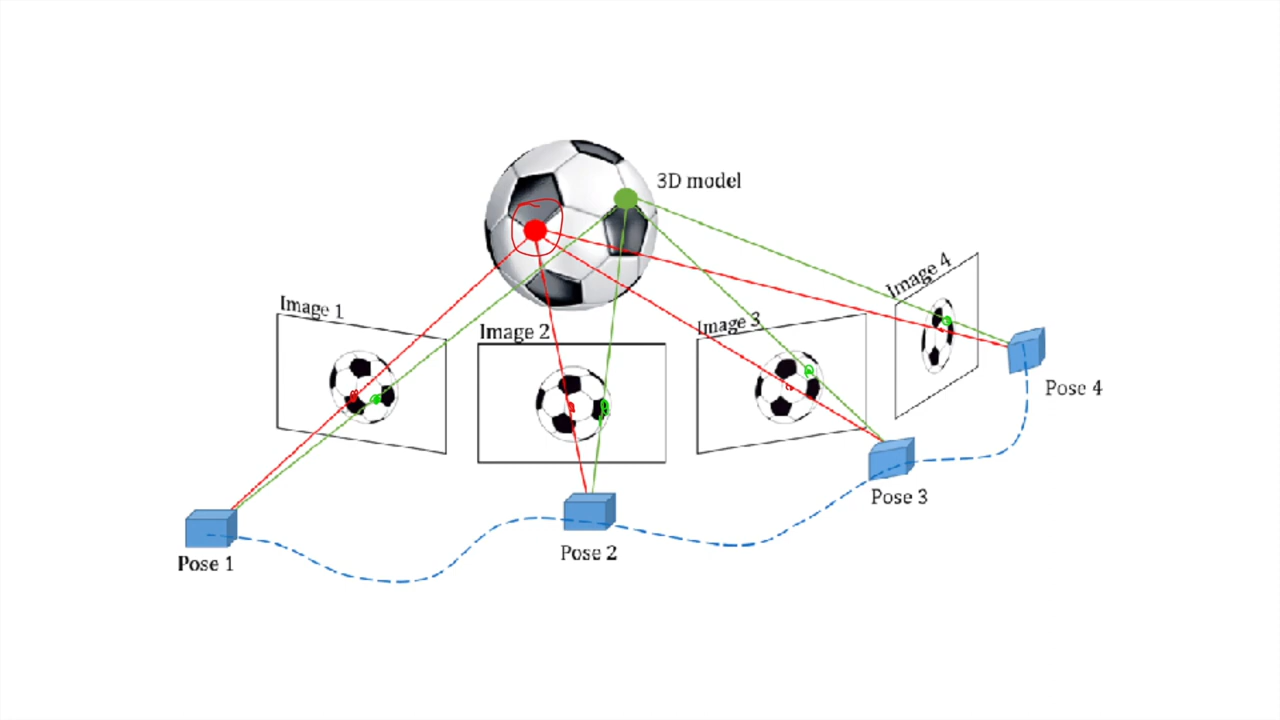 3D model
Image 1
Image 2
Image 3
Image 4
Pose 1
Pose 2
Pose 3
Pose 4